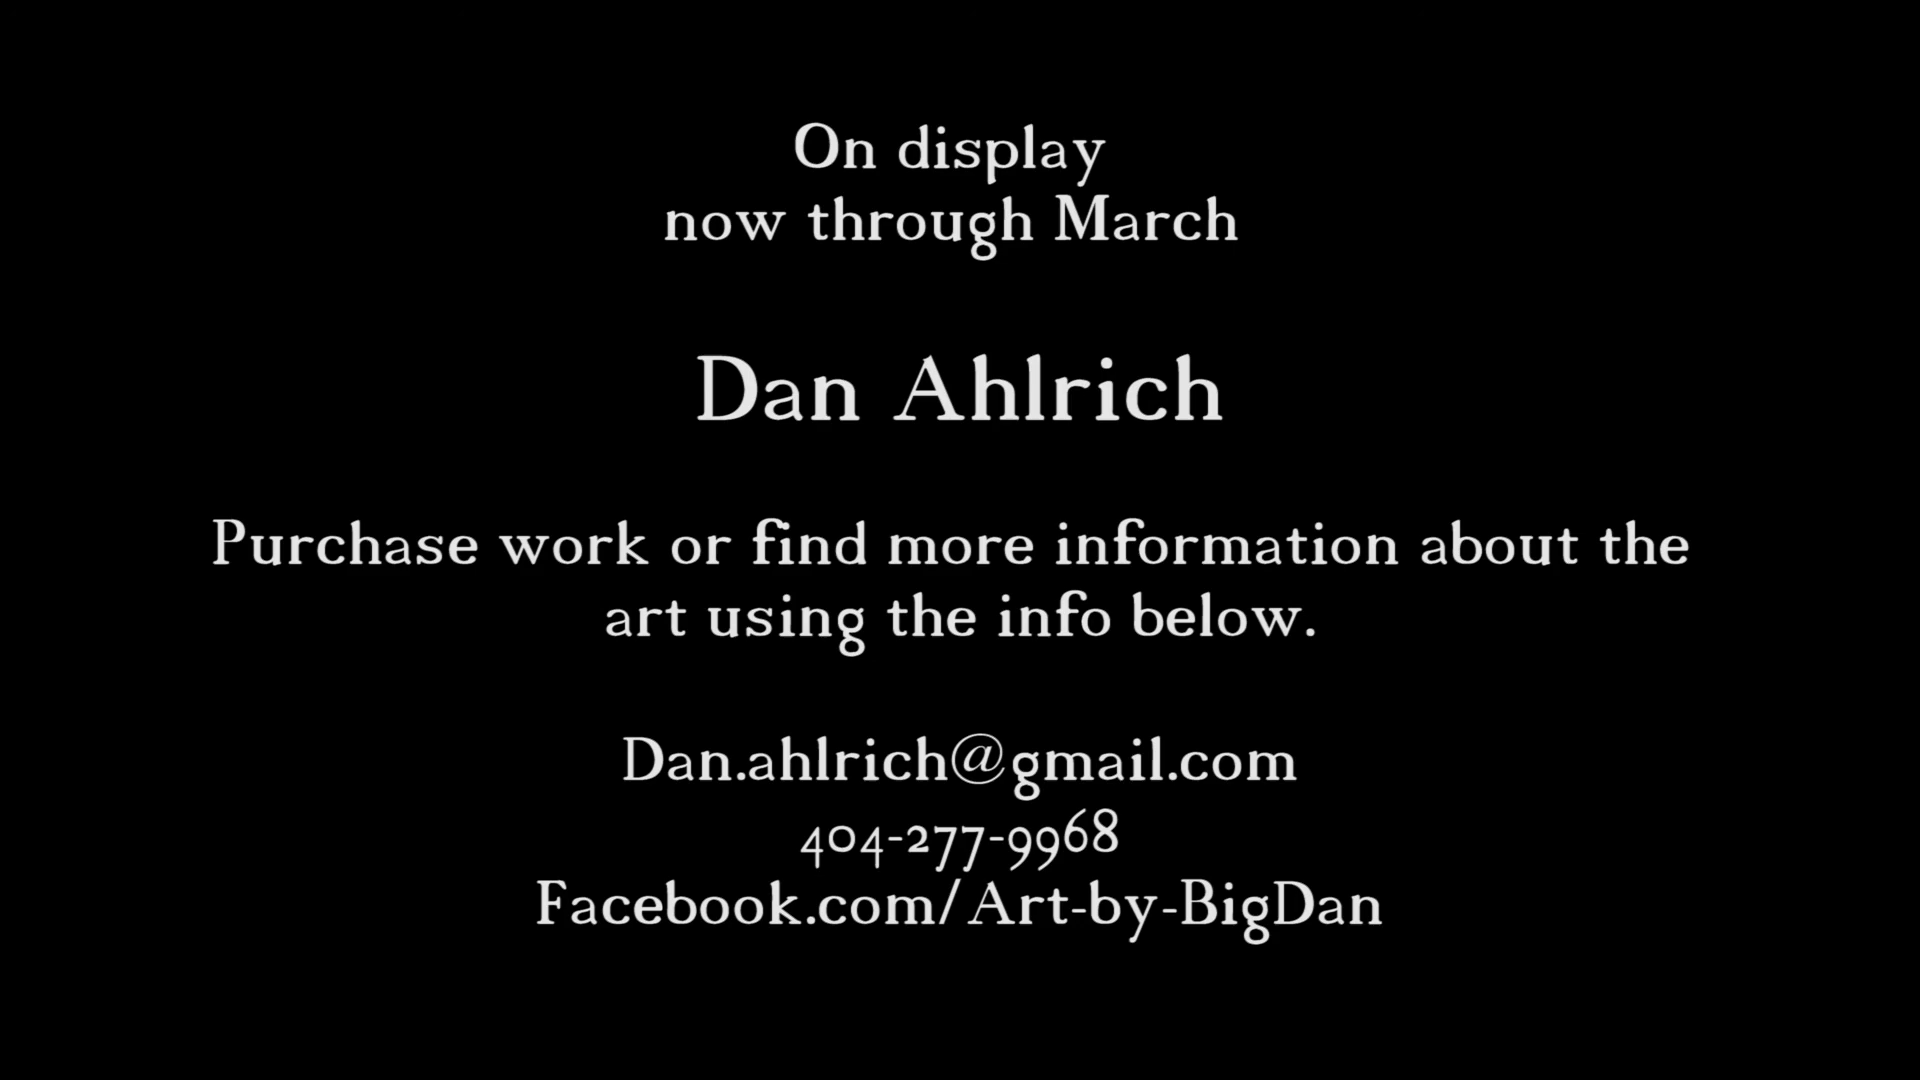 On display
now through March
Dan Ahlrich
Purchase work or find more information about the
art using the info below.
Dan.ahlrich@gmail.com
404-277-9968
Facebook.com/Art-by-BigDan